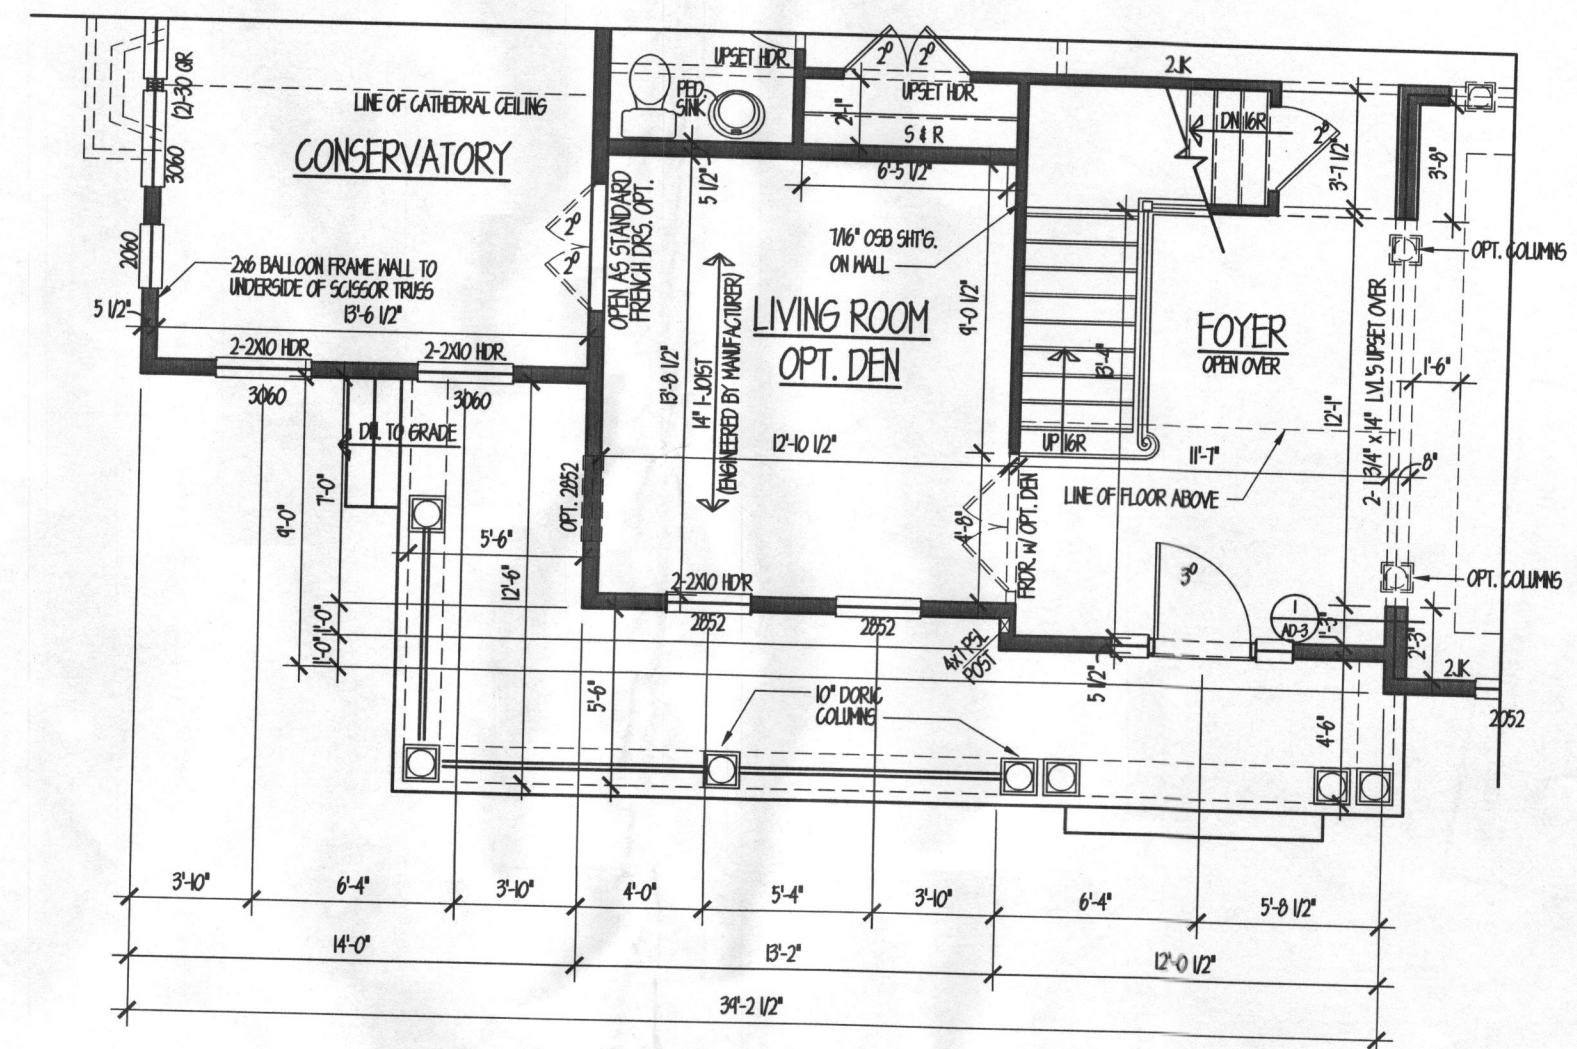 UPSET HDR.
2⁰
2⁰
2JK
(2)-30 GR
LINE OF CATHEDRAL CEILING
PED.
SINK
2'-1"
UPSET HDR.
S & R
DN 16R
2⁰
3'-7 1/2"
3'-8"
CONSERVATORY
3060
5 1/2"
6'-5 1/2"
OPEN AS STANDARD
FRENCH DRS. OPT.
2⁰
2⁰
2060
7/16" OSB SHT'G.
ON WALL
OPT. COLUMNS
2x6 BALLOON FRAME WALL TO
UNDERSIDE OF SCISSOR TRUSS
5 1/2"
13'-6 1/2"
LIVING ROOM
OPT. DEN
9'-0 1/2"
FOYER
OPEN OVER
13'-4"
1'-6"
2-2X10 HDR.
2-2X10 HDR.
3060
3060
13'-8 1/2"
14" I-JOIST
(ENGINEERED BY MANUFACTURER)
12'-1"
2- 1 3/4" x 14" LVL'S UPSET OVER
DN. TO GRADE
12'-10 1/2"
UP 16R
11'-7"
8"
7'-0"
9'-0"
OPT. 2852
LINE OF FLOOR ABOVE
4'-8"
FRDR. W/ OPT. DEN
5'-6"
12'-6"
2-2X10 HDR
2852
2852
3⁰
OPT. COLUMNS
1
AD-3
1'-3"
2'-3"
1'-0"
1'-0"
4x7 PSL
POST
5 1/2"
2JK
2052
5'-6"
10" DORIC
COLUMNS
4'-6"
3'-10"
6'-4"
3'-10"
4'-0"
5'-4"
3'-10"
6'-4"
5'-8 1/2"
14'-0"
13'-2"
12'-0 1/2"
39'-2 1/2"